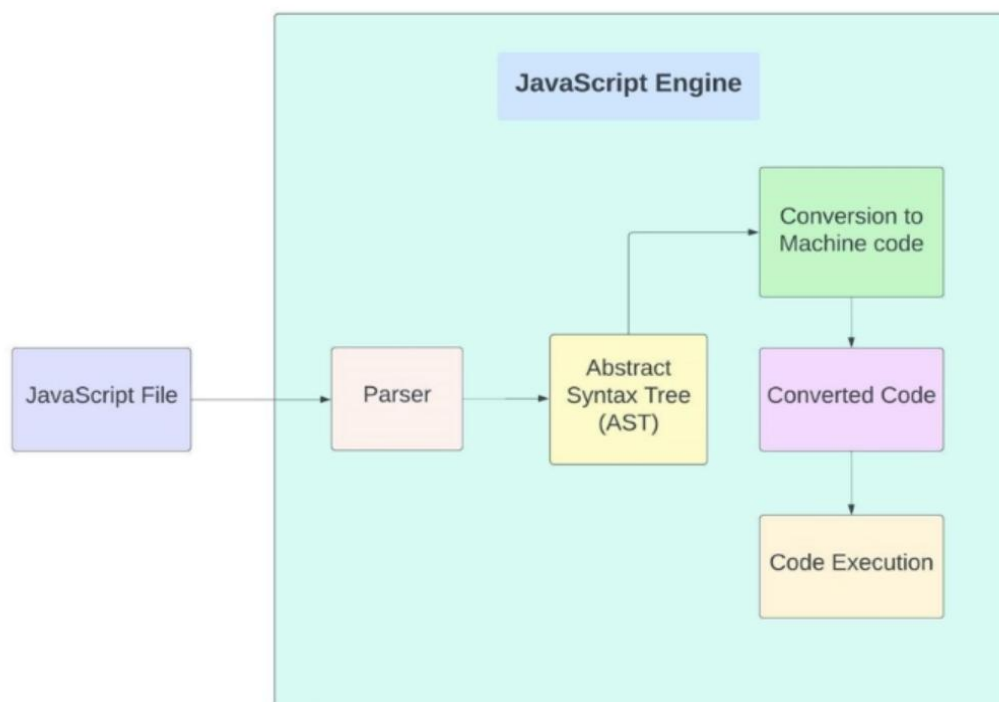 JavaScript Engine
JavaScript File
Parser
Abstract
Syntax Tree
(AST)
Conversion to
Machine code
Converted Code
Code Execution